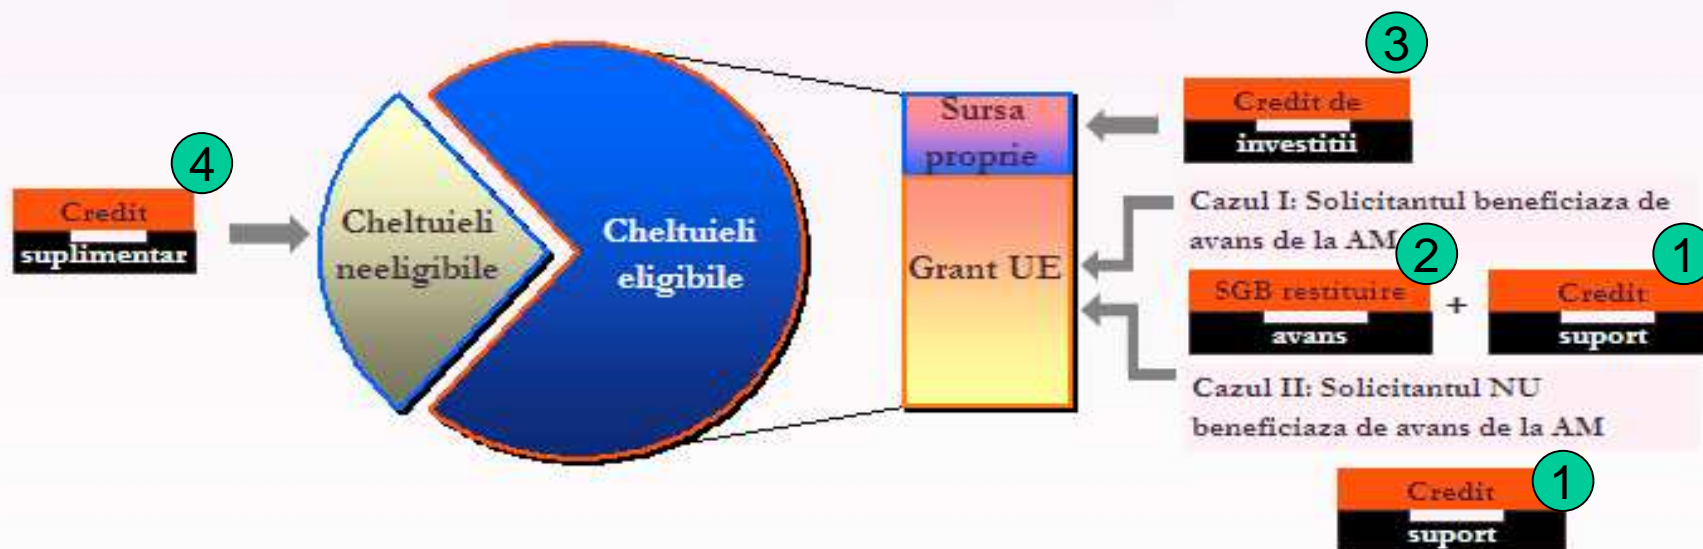 4
Credit
suplimentar
Cheltuieli
neeligibile
Cheltuieli
eligibile
Sursa
proprie
Grant UE
3
Credit de
investitii
Cazul I: Solicitantul beneficiaza de
avans de la AM
2
SGB restituire
avans
+
1
Credit
suport
Cazul II: Solicitantul NU
beneficiaza de avans de la AM
1
Credit
suport